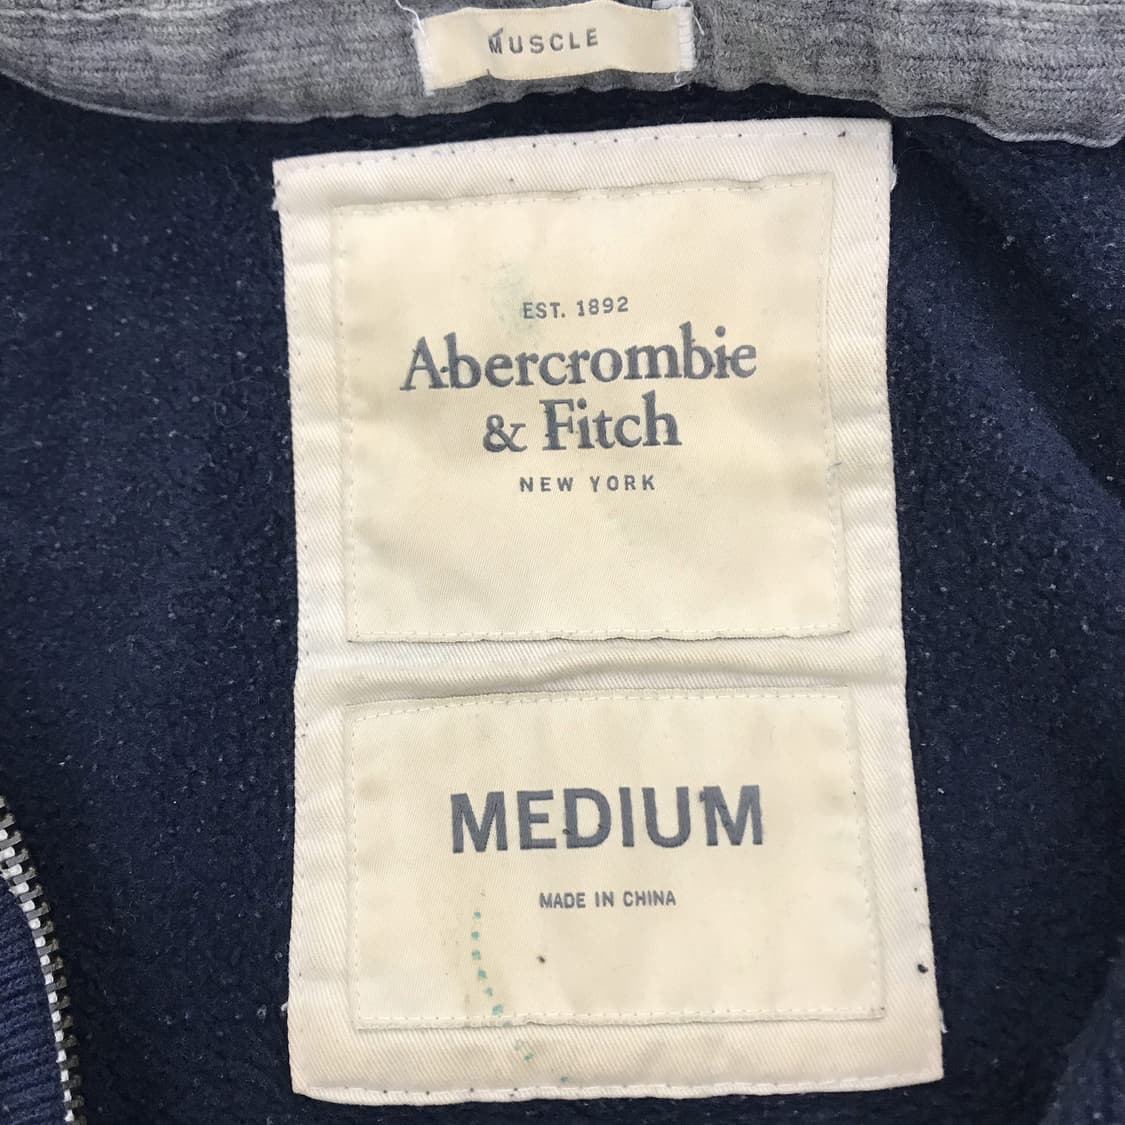 MUSCLE
EST. 1892
Abercrombie
& Fitch
NEW YORK
MEDIUM
MADE IN CHINA